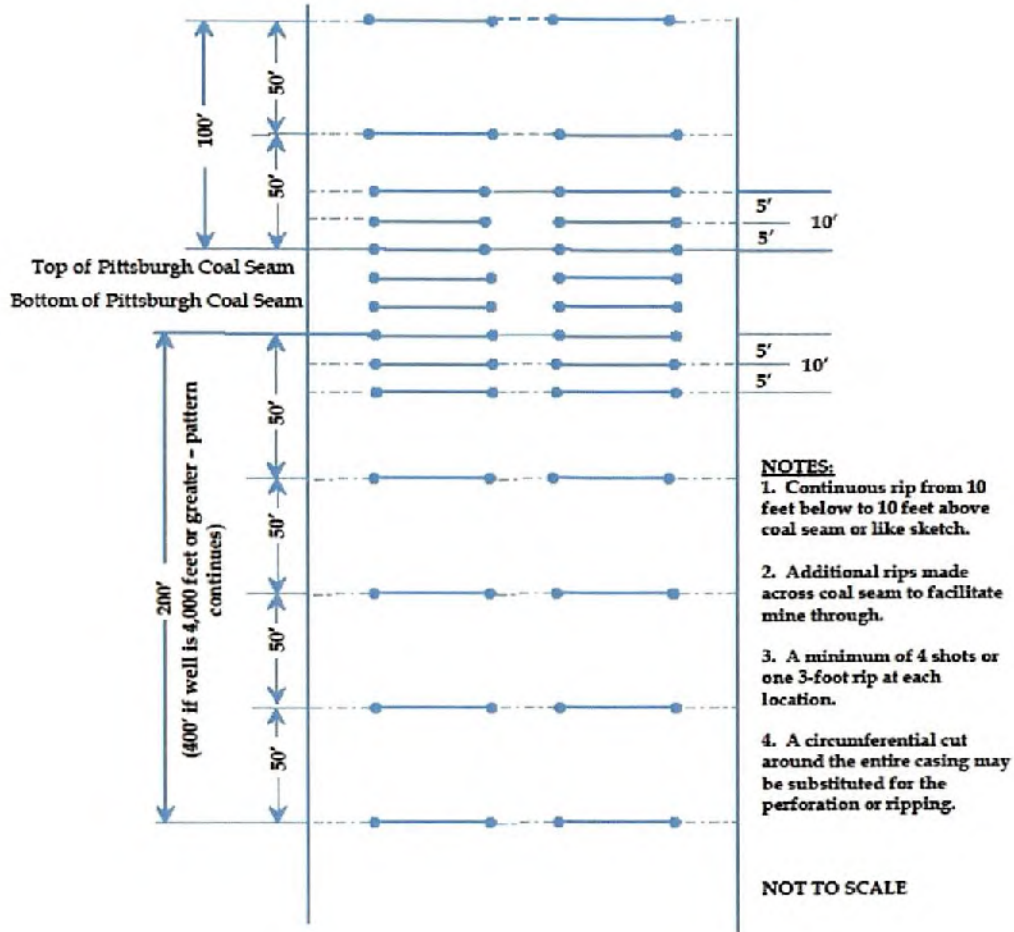 50'
100'
50'
5'
10'
5'
Top of Pittsburgh Coal Seam
Bottom of Pittsburgh Coal Seam
5'
10'
5'
50'
200'
(400' if well is 4,000 feet or greater – pattern
continues)
50'
50'
50'
NOTES:
1. Continuous rip from 10
feet below to 10 feet above
coal seam or like sketch.
2. Additional rips made
across coal seam to facilitate
mine through.
3. A minimum of 4 shots or
one 3-foot rip at each
location.
4. A circumferential cut
around the entire casing may
be substituted for the
perforation or ripping.
NOT TO SCALE